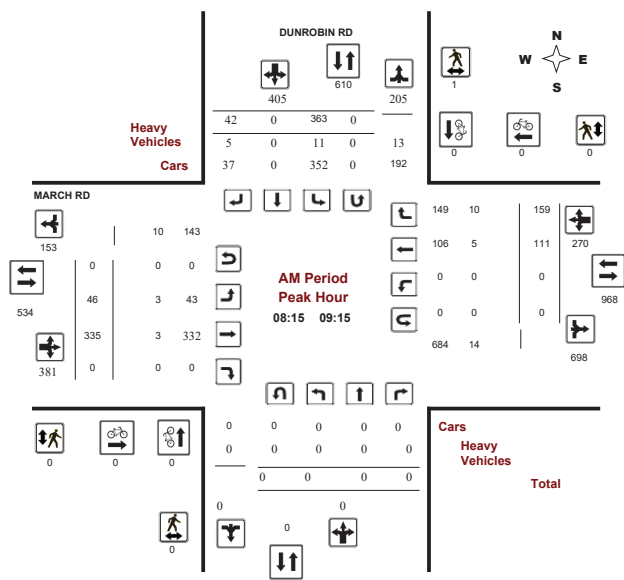 DUNROBIN RD
N
W E
S
610
1
405
205
42 0 363 0
Heavy
Vehicles
5 0 11 0 13
0 0 0
Cars
37 0 352 0 192
MARCH RD
149 10 159
10 143
153
106 5 111 270
0 0 0
AM Period
Peak Hour
08:15 09:15
0 0 0
968
534
46 3 43
0 0 0
335 3 332
684 14
698
381
0 0 0
0 0 0 0 0
Cars
0 0 0 0 0
Heavy
Vehicles
0 0 0
0 0 0 0
Total
0 0
0
0